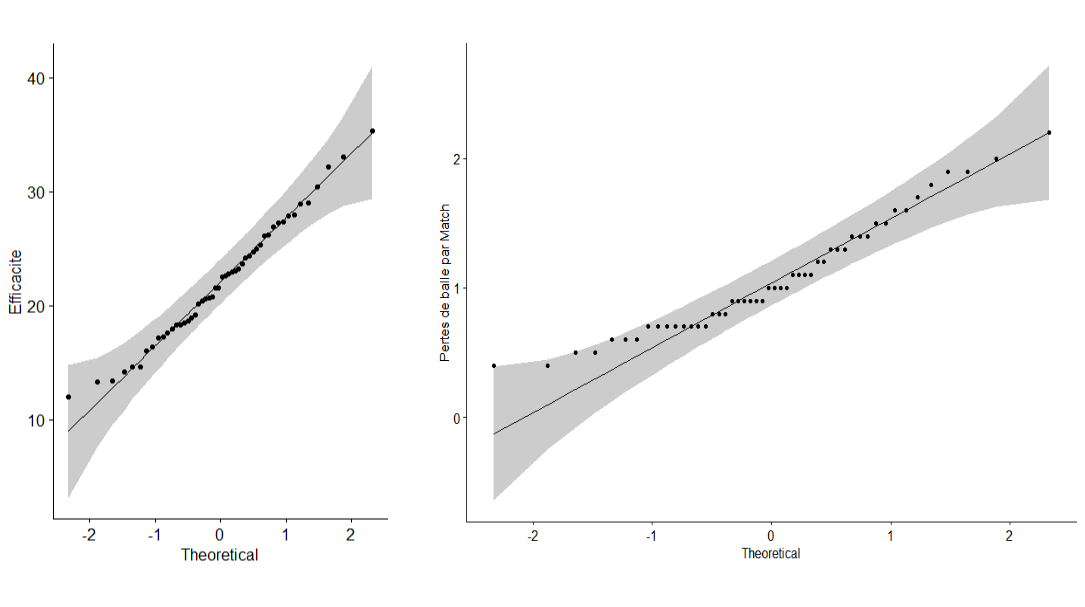 Efficacite
40
30
20
10
-2 -1 0 1 2
Theoretical
Pertes de balle par Match
2
1
0
-2 -1 0 1 2
Theoretical